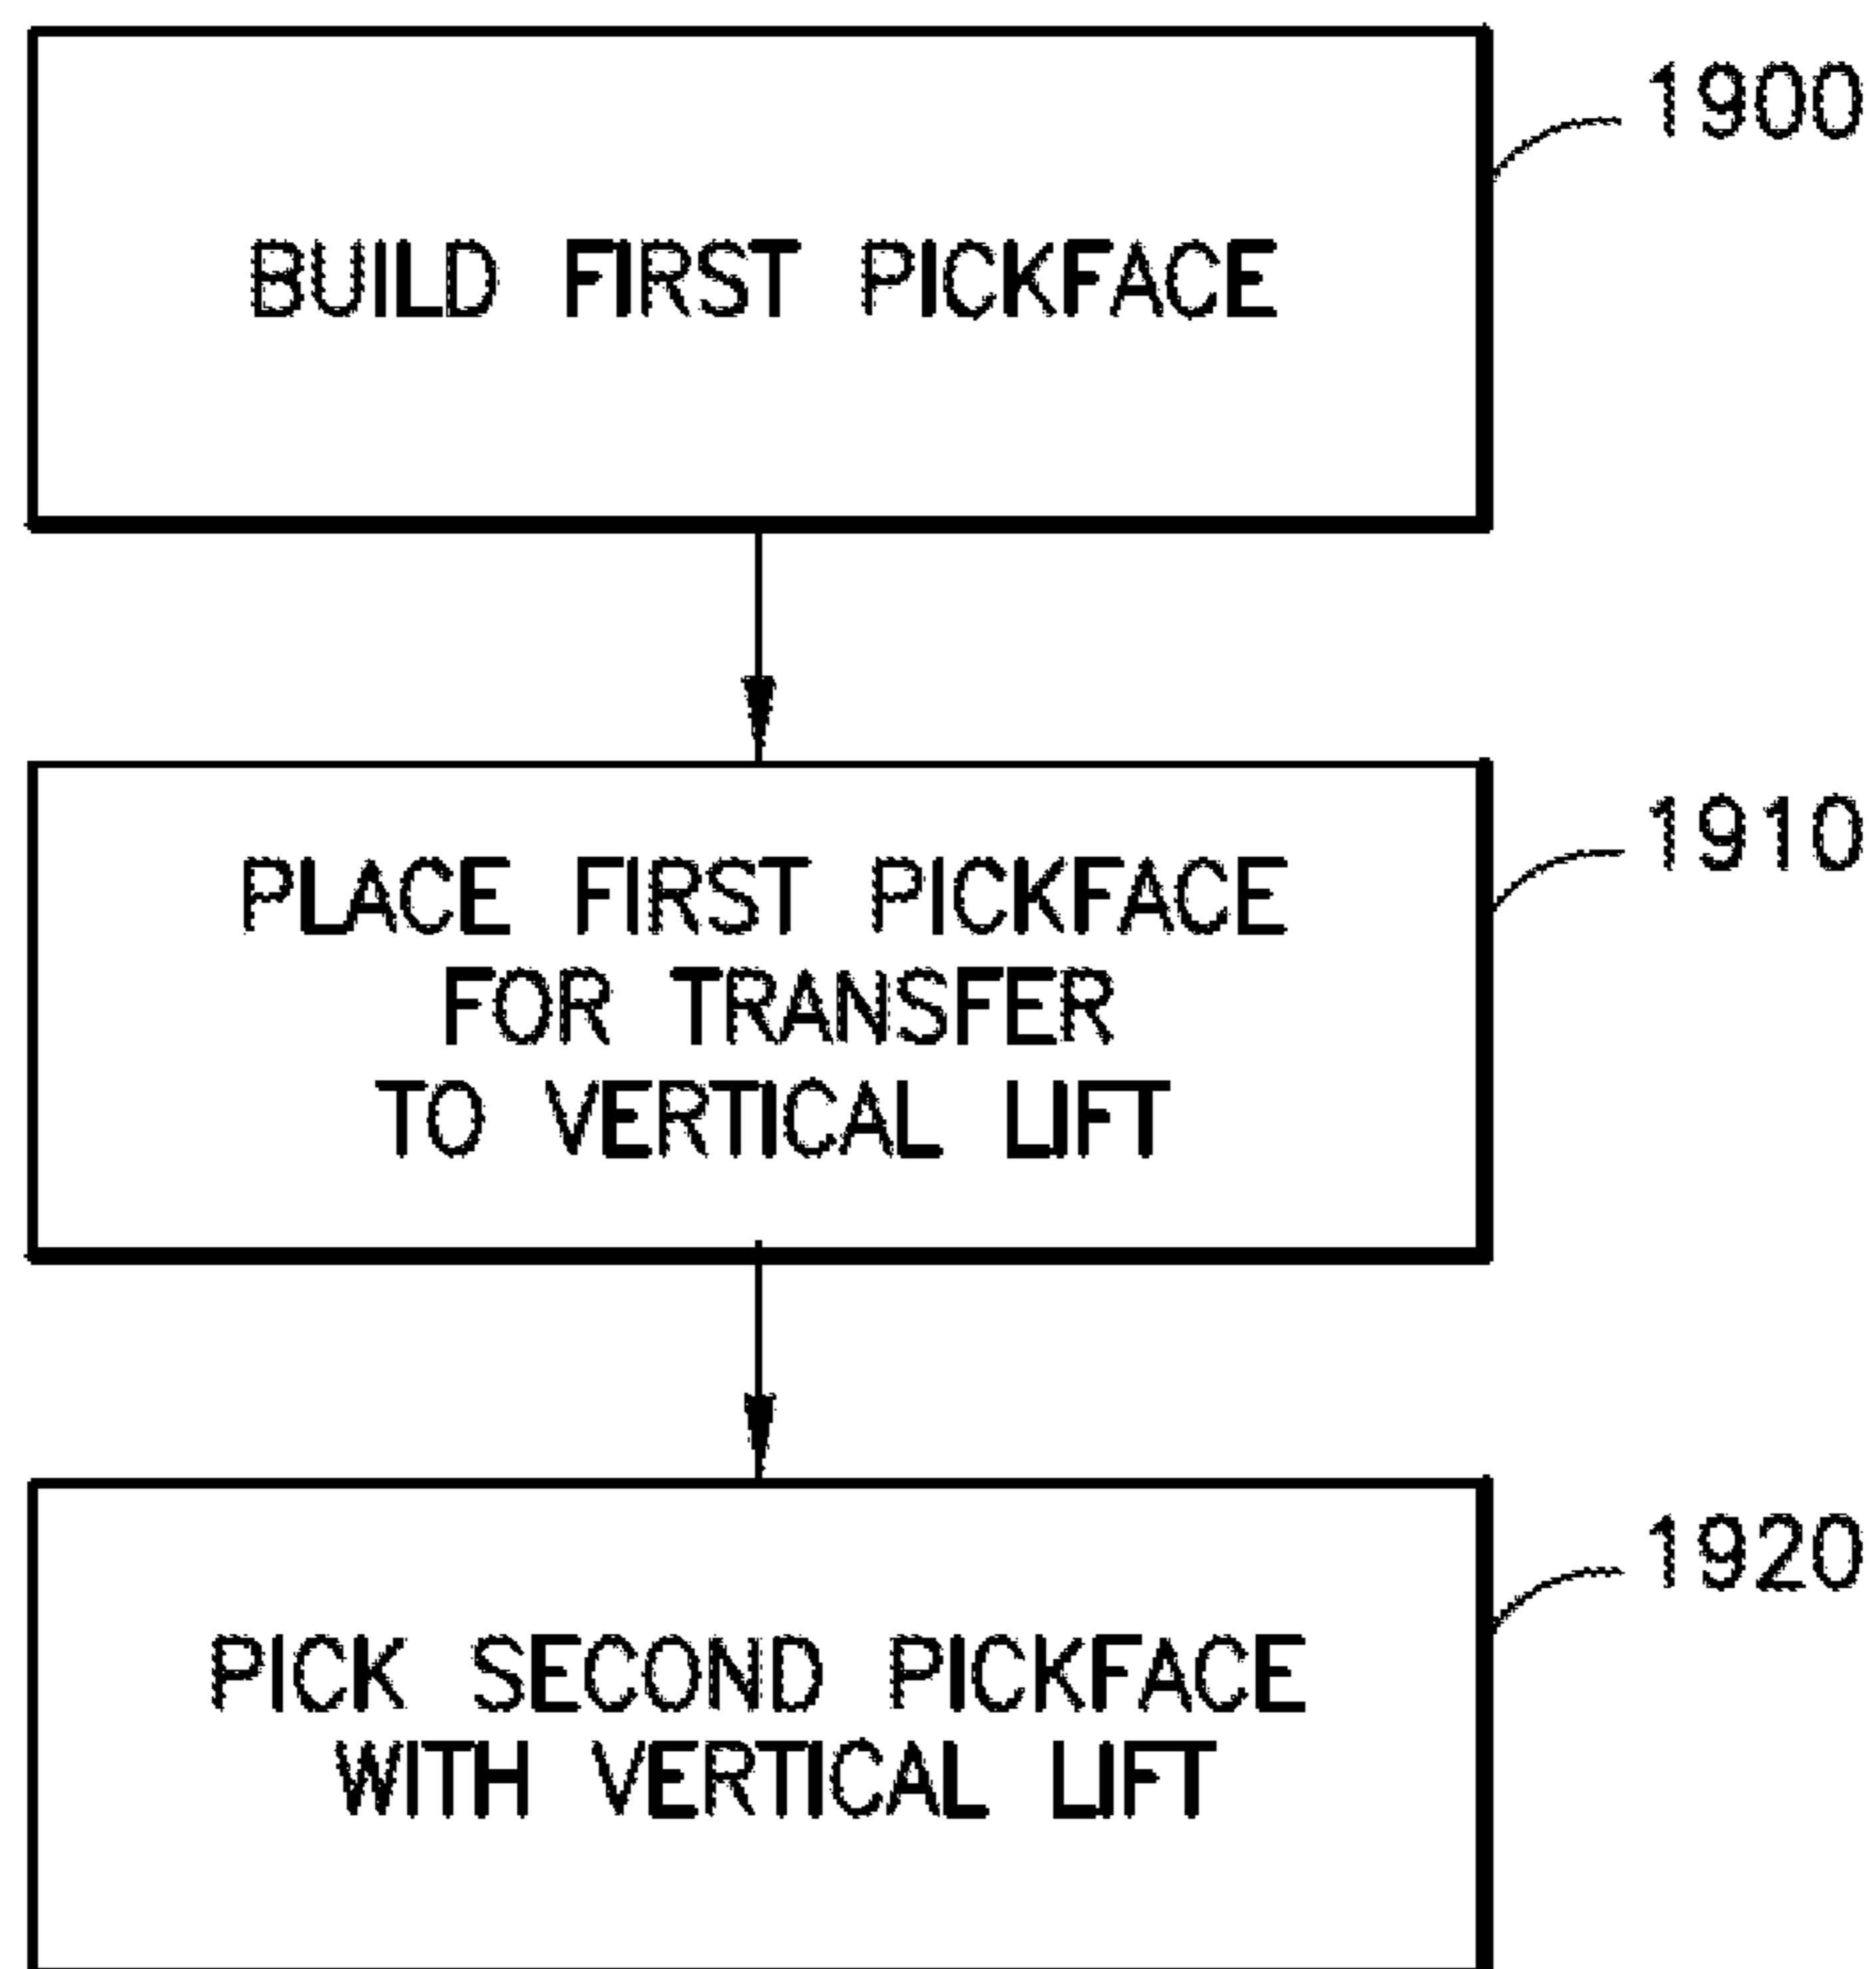 1900
BUILD FIRST PICKFACE
1910
PLACE FIRST PICKFACE
FOR TRANSFER
TO VERTICAL LIFT
1920
PICK SECOND PICKFACE
WITH VERTICAL LIFT